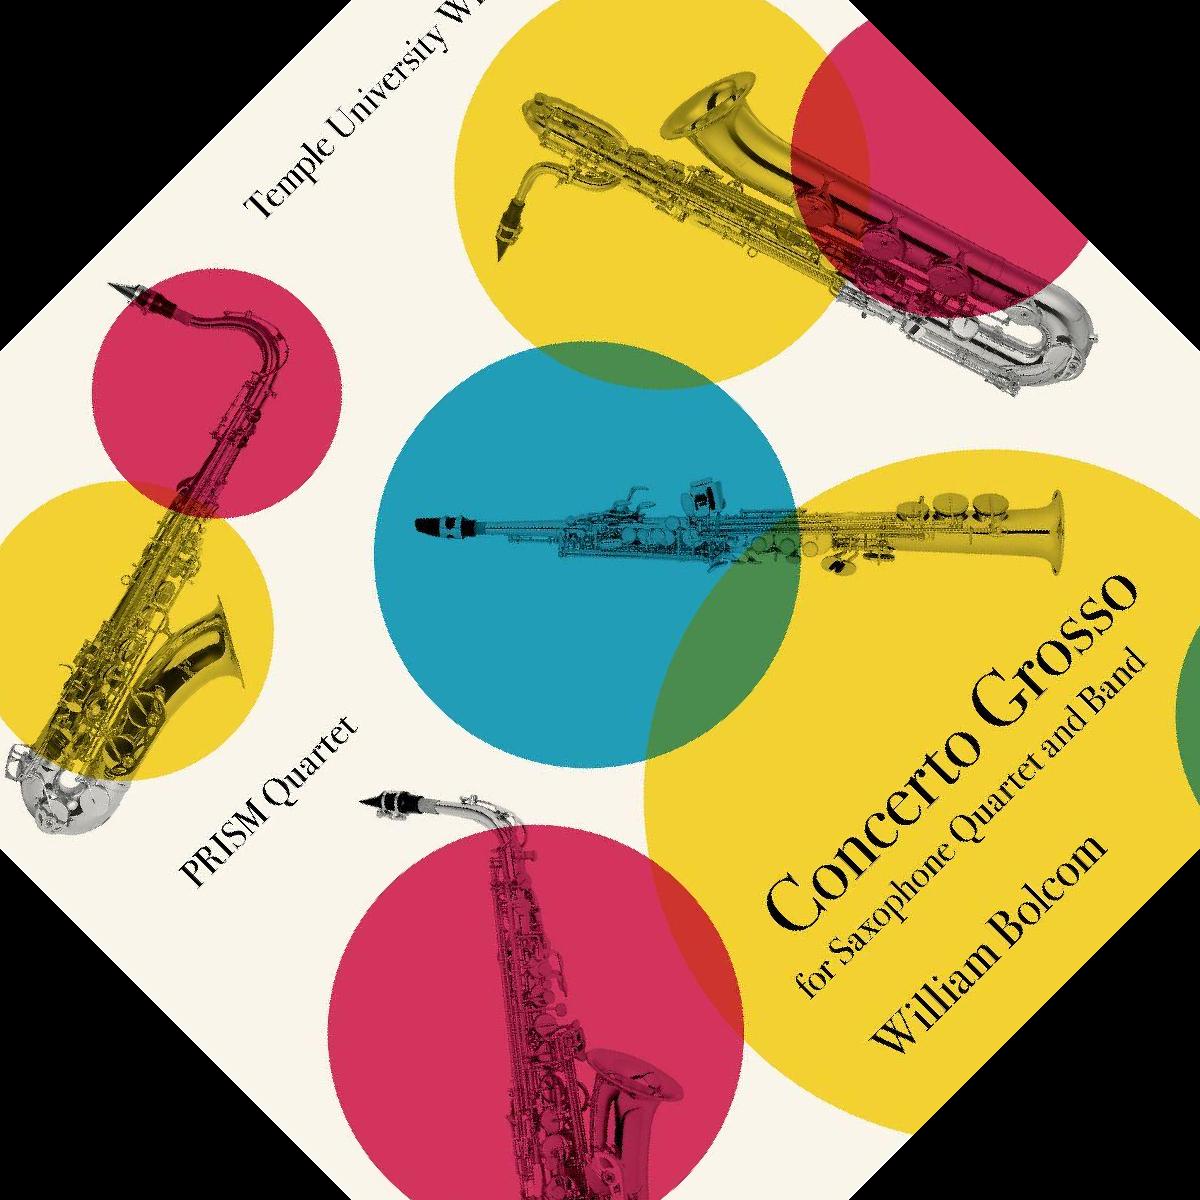 Temple University
PRISM Quartet
Concerto Grosso
for Saxophone Quartet and Band
William Bolcom